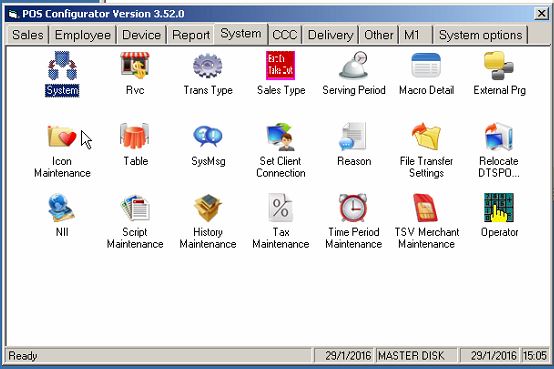 POS Configurator Version 3.52.0
Sales Employee Device Report System CCC Delivery Other M1 System options
Eat In
Take Out
System Rvc Trans Type Sales Type Serving Period Macro Detail External Prg
Icon Maintenance Table SysMsg Set Client Connection Reason File Transfer Settings Relocate DTSPO...
NII Script Maintenance History Maintenance Tax Maintenance Time Period Maintenance TSV Merchant Maintenance Operator
Ready 29/1/2016 MASTER DISK 29/1/2016 15:05